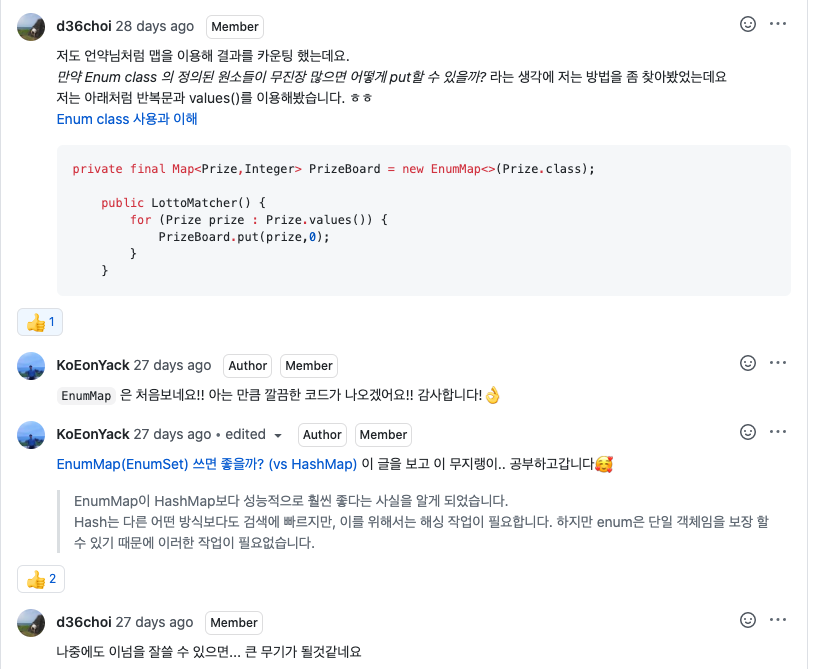 d36choi 28 days ago Member
저도 언약님처럼 맵을 이용해 결과를 카운팅 했는데요.
만약 Enum class 의 정의된 원소들이 무진장 많으면 어떻게 put할 수 있을까? 라는 생각에 저는 방법을 좀 찾아봤었는데요
저는 아래처럼 반복문과 values()를 이용해봤습니다. ㅎㅎ
Enum class 사용과 이해
private final Map<Prize,Integer> PrizeBoard = new EnumMap<>(Prize.class);
public LottoMatcher() {
for (Prize prize : Prize.values()) {
PrizeBoard.put(prize,0);
}
}
👍 1
KoEonYack 27 days ago Author Member
EnumMap 은 처음보네요!! 아는 만큼 깔끔한 코드가 나오겠어요!! 감사합니다!👌
KoEonYack 27 days ago • edited Author Member
EnumMap(EnumSet) 쓰면 좋을까? (vs HashMap) 이 글을 보고 이 무지랭이.. 공부하고갑니다🥰
EnumMap이 HashMap보다 성능적으로 훨씬 좋다는 사실을 알게 되었습니다.
Hash는 다른 어떤 방식보다도 검색에 빠르지만, 이를 위해서는 해싱 작업이 필요합니다. 하지만 enum은 단일 객체임을 보장 할
수 있기 때문에 이러한 작업이 필요없습니다.
👍 2
d36choi 27 days ago Member
나중에도 이넘을 잘쓸 수 있으면... 큰 무기가 될것같네요